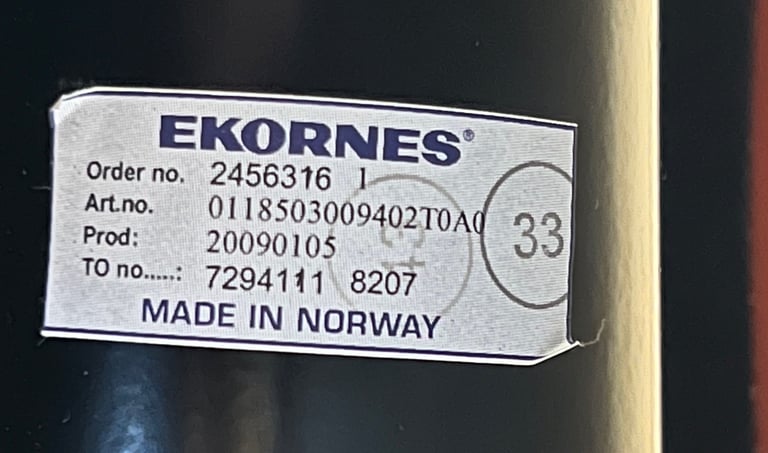 EKORNES®
Order no. 2456316 1
Art.no. 0118503009402T0A0
Prod: 20090105
TO no.....: 7294111 8207
MADE IN NORWAY
33